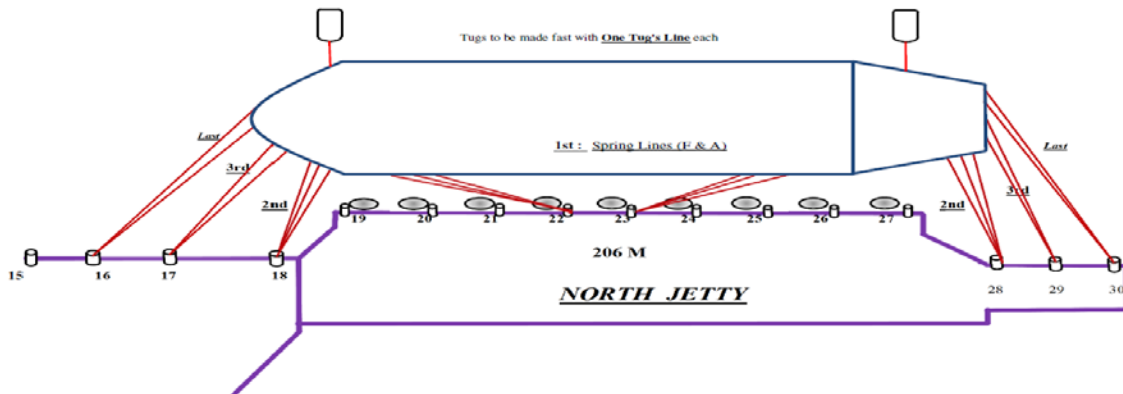 Tugs to be made fast with One Tug's Line each
Last
1st : Spring Lines (F & A)
Last
3rd
2nd
3rd
2nd
19 20 21 22 23 24 25 26 27
206 M
15 16 17 18
28 29 30
NORTH JETTY